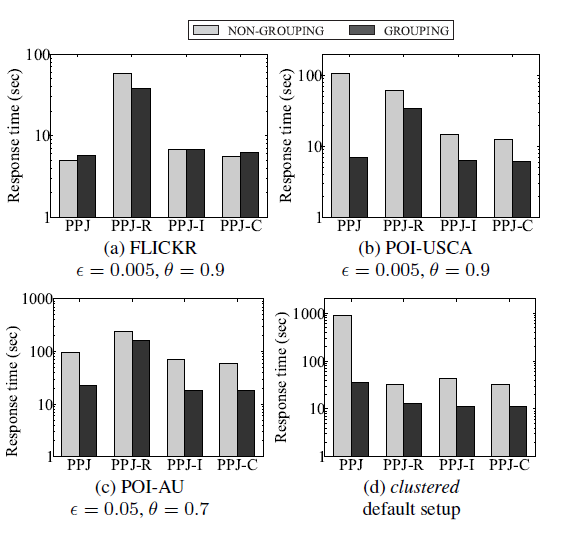 NON-GROUPING GROUPING
Response time (sec)
100
10
1
PPJ PPJ-R PPJ-I PPJ-C
(a) FLICKR
ϵ = 0.005, θ = 0.9
Response time (sec)
100
10
1
PPJ PPJ-R PPJ-I PPJ-C
(b) POI-USCA
ϵ = 0.005, θ = 0.9
Response time (sec)
1000
100
10
1
PPJ PPJ-R PPJ-I PPJ-C
(c) POI-AU
ϵ = 0.05, θ = 0.7
Response time (sec)
1000
100
10
1
PPJ PPJ-R PPJ-I PPJ-C
(d) clustered
default setup